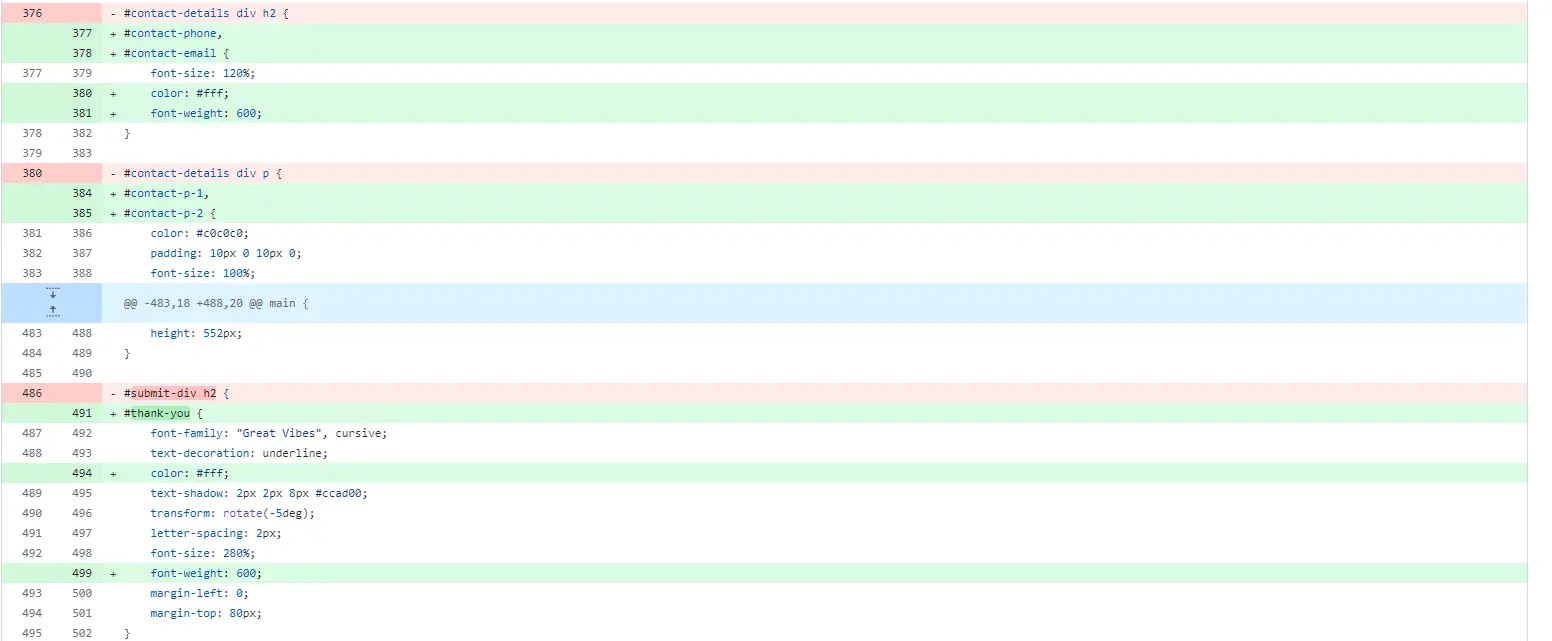 376 - #contact-details div h2 {
377 + #contact-phone,
378 + #contact-email {
377 379 font-size: 120%;
380 + color: #fff;
381 + font-weight: 600;
378 382 }
379 383
380 - #contact-details div p {
384 + #contact-p-1,
385 + #contact-p-2 {
381 386 color: #c0c0c0;
382 387 padding: 10px 0 10px 0;
383 388 font-size: 100%;
@@ -483,18 +488,20 @@ main {
483 488 height: 552px;
484 489 }
485 490
486 - #submit-div h2 {
491 + #thank-you {
487 492 font-family: "Great Vibes", cursive;
488 493 text-decoration: underline;
494 + color: #fff;
489 495 text-shadow: 2px 2px 8px #ccad00;
490 496 transform: rotate(-5deg);
491 497 letter-spacing: 2px;
492 498 font-size: 280%;
499 + font-weight: 600;
493 500 margin-left: 0;
494 501 margin-top: 80px;
495 502 }